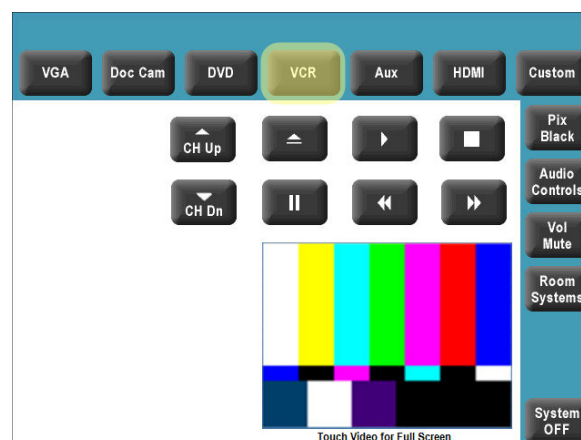 VGA Doc Cam DVD VCR Aux HDMI Custom
CH Up
CH Dn
Pix
Black
Audio
Controls
Vol
Mute
Room
Systems
Touch Video for Full Screen
System
OFF